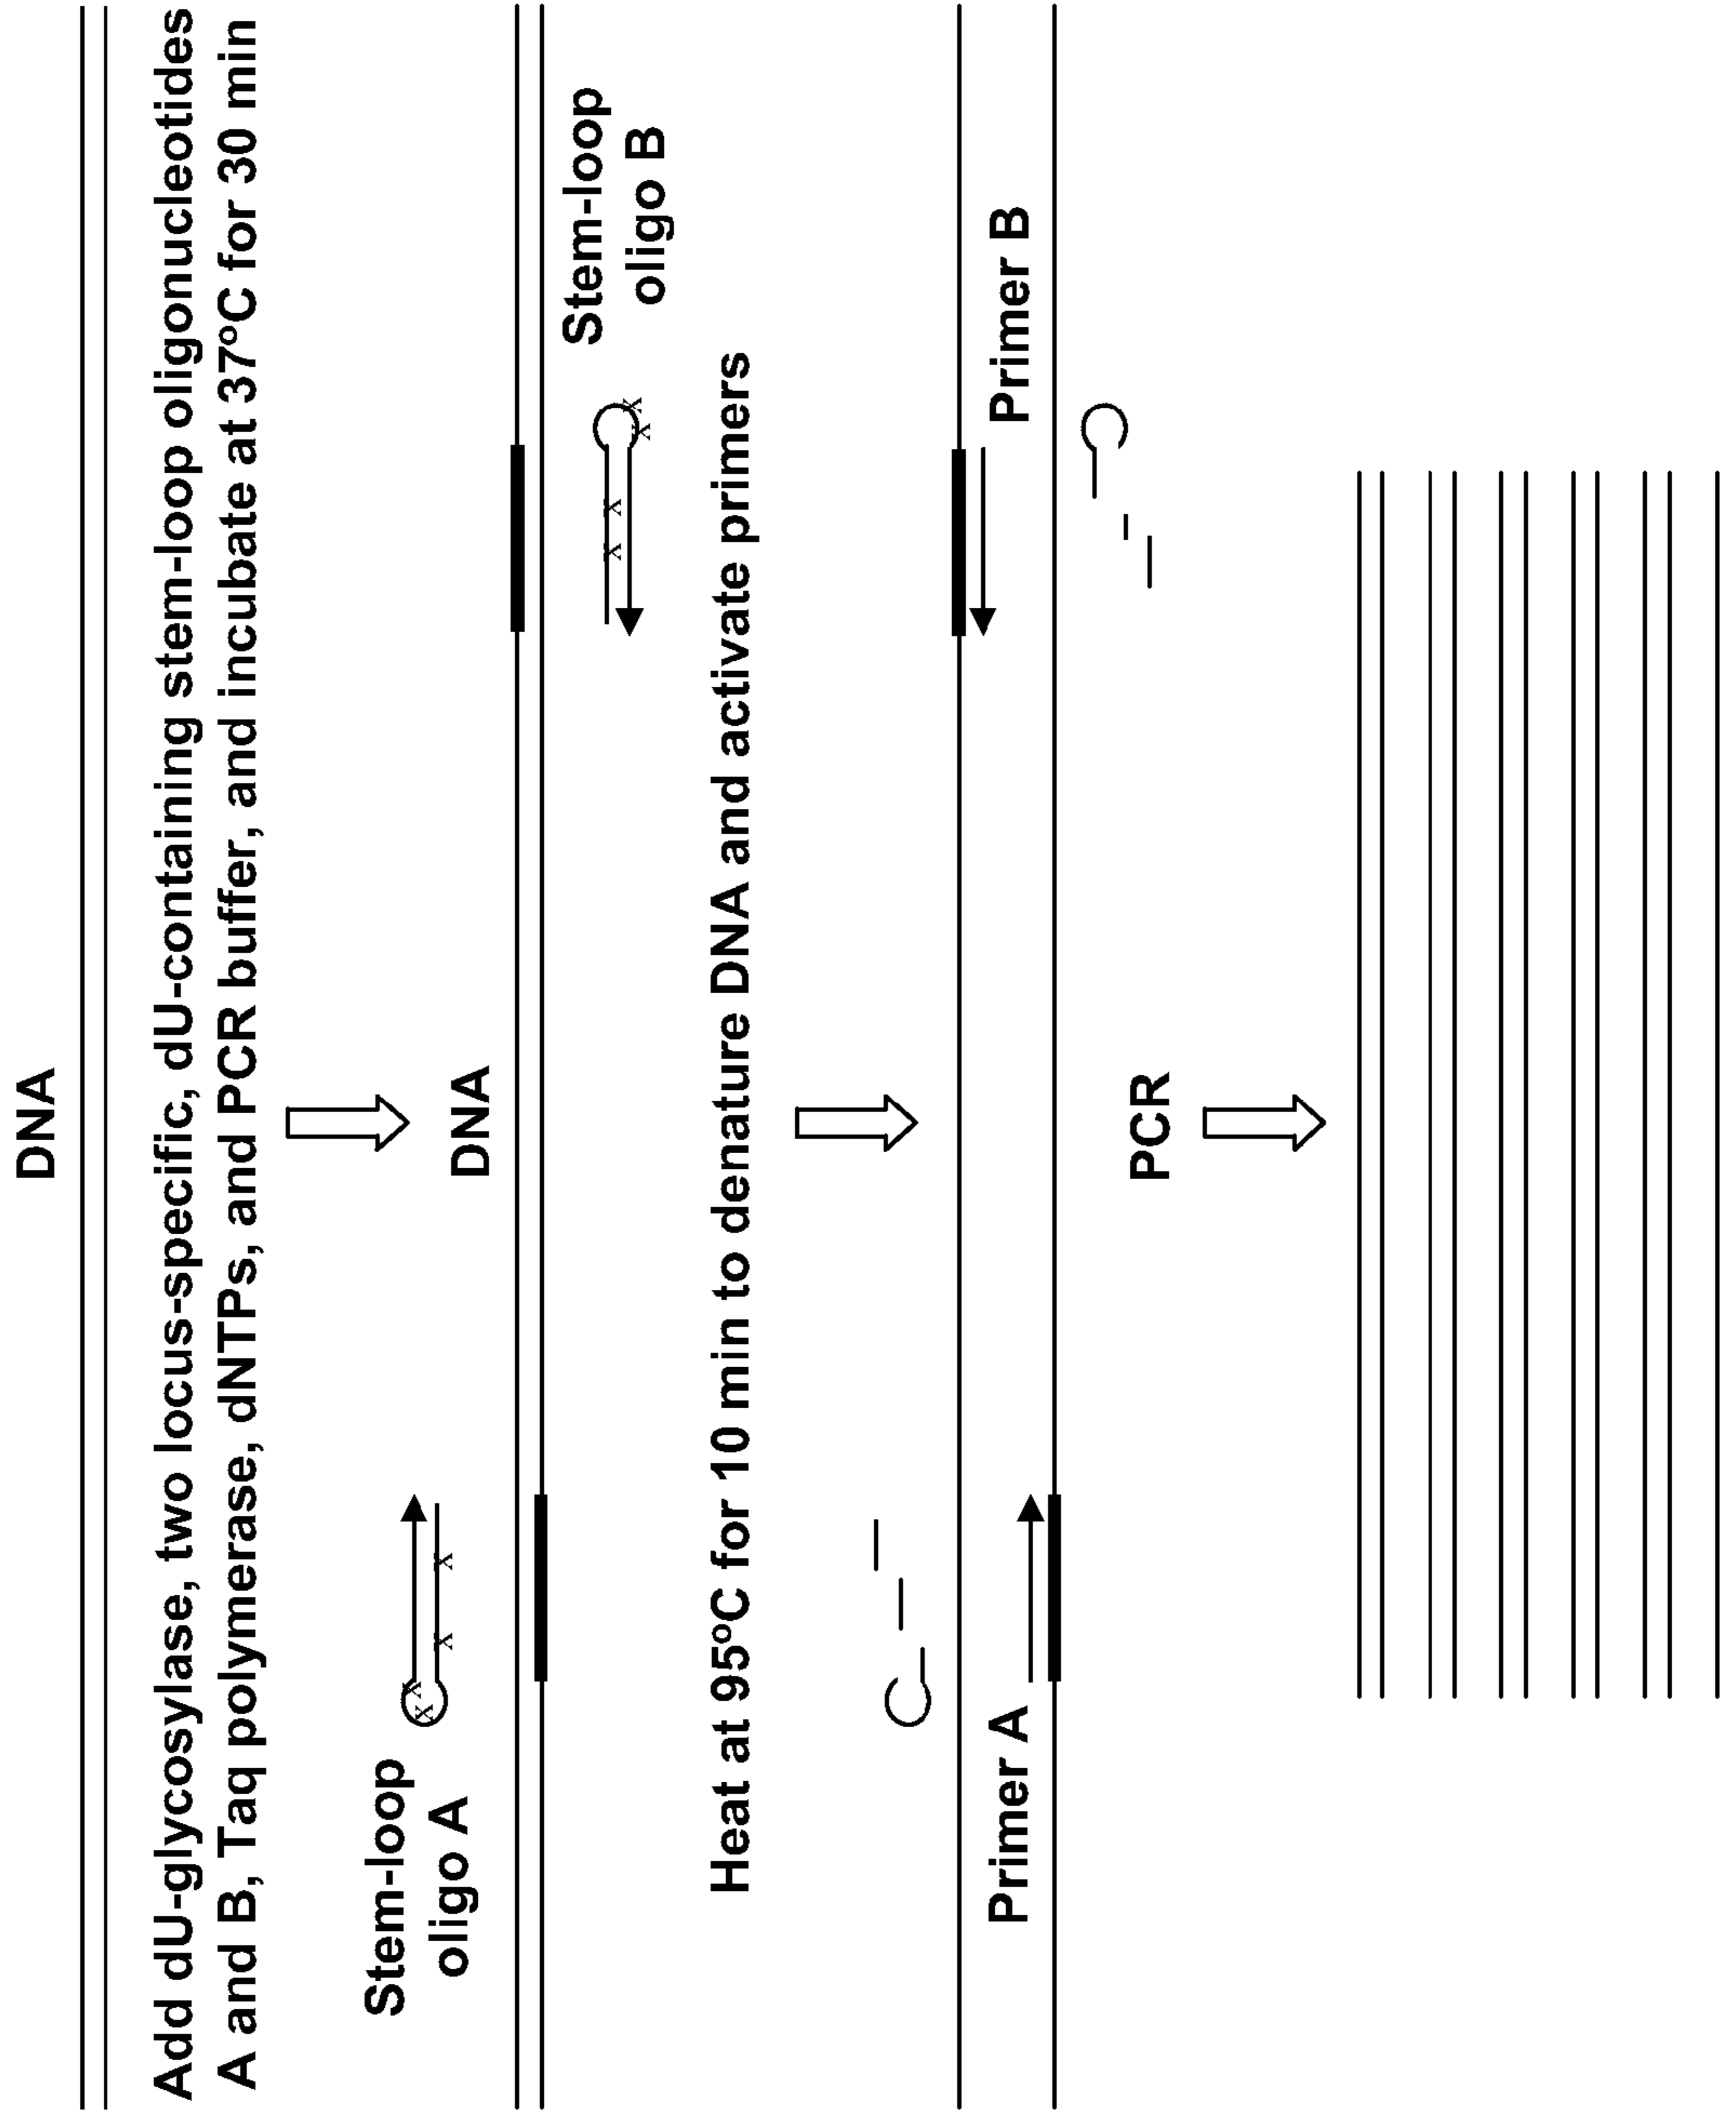 DNA
Add dU-glycosylase, two locus-specific, dU-containing stem-loop oligonucleotides
A and B, Taq polymerase, dNTPs, and PCR buffer, and incubate at 37ºC for 30 min
Stem-loop
oligo A
x
x
x
x
DNA
Stem-loop
oligo B
x
x
x
x
Heat at 95ºC for 10 min to denature DNA and activate primers
Primer A
Primer B
PCR